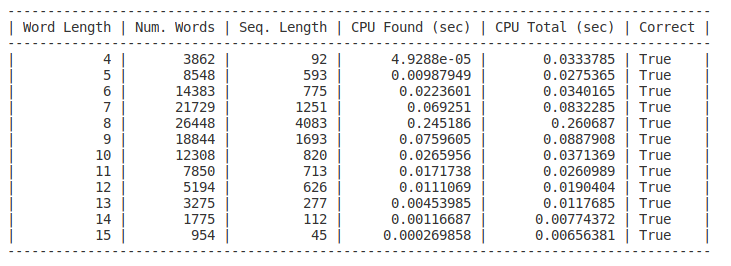 ---------------------------------------------------------------------------------------
| Word Length | Num. Words | Seq. Length | CPU Found (sec) | CPU Total (sec) | Correct |
---------------------------------------------------------------------------------------
|           4 |       3862 |          92 |      4.9288e-05 |       0.0333785 | True    |
|           5 |       8548 |         593 |      0.00987949 |       0.0275365 | True    |
|           6 |      14383 |         775 |       0.0223601 |       0.0340165 | True    |
|           7 |      21729 |        1251 |        0.069251 |       0.0832285 | True    |
|           8 |      26448 |        4083 |        0.245186 |        0.260687 | True    |
|           9 |      18844 |        1693 |       0.0759605 |       0.0887908 | True    |
|          10 |      12308 |         820 |       0.0265956 |       0.0371369 | True    |
|          11 |       7850 |         713 |       0.0171738 |       0.0260989 | True    |
|          12 |       5194 |         626 |       0.0111069 |       0.0190404 | True    |
|          13 |       3275 |         277 |      0.00453985 |       0.0117685 | True    |
|          14 |       1775 |         112 |      0.00116687 |      0.00774372 | True    |
|          15 |        954 |          45 |     0.000269858 |      0.00656381 | True    |
---------------------------------------------------------------------------------------